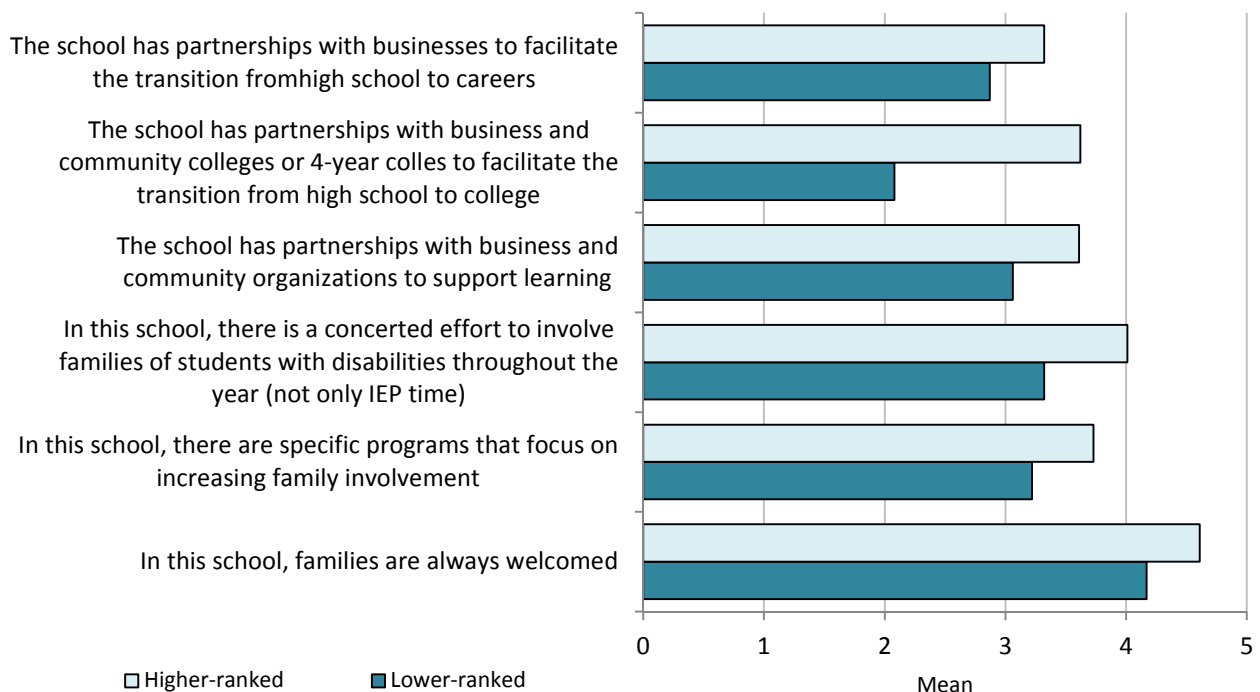 The school has partnerships with businesses to facilitate
the transition fromhigh school to careers
The school has partnerships with business and
community colleges or 4-year colles to facilitate the
transition from high school to college
The school has partnerships with business and
community organizations to support learning
In this school, there is a concerted effort to involve
families of students with disabilities throughout the
year (not only IEP time)
In this school, there are specific programs that focus on
increasing family involvement
In this school, families are always welcomed
0 1 2 3 4 5
Higher-ranked Lower-ranked
Mean